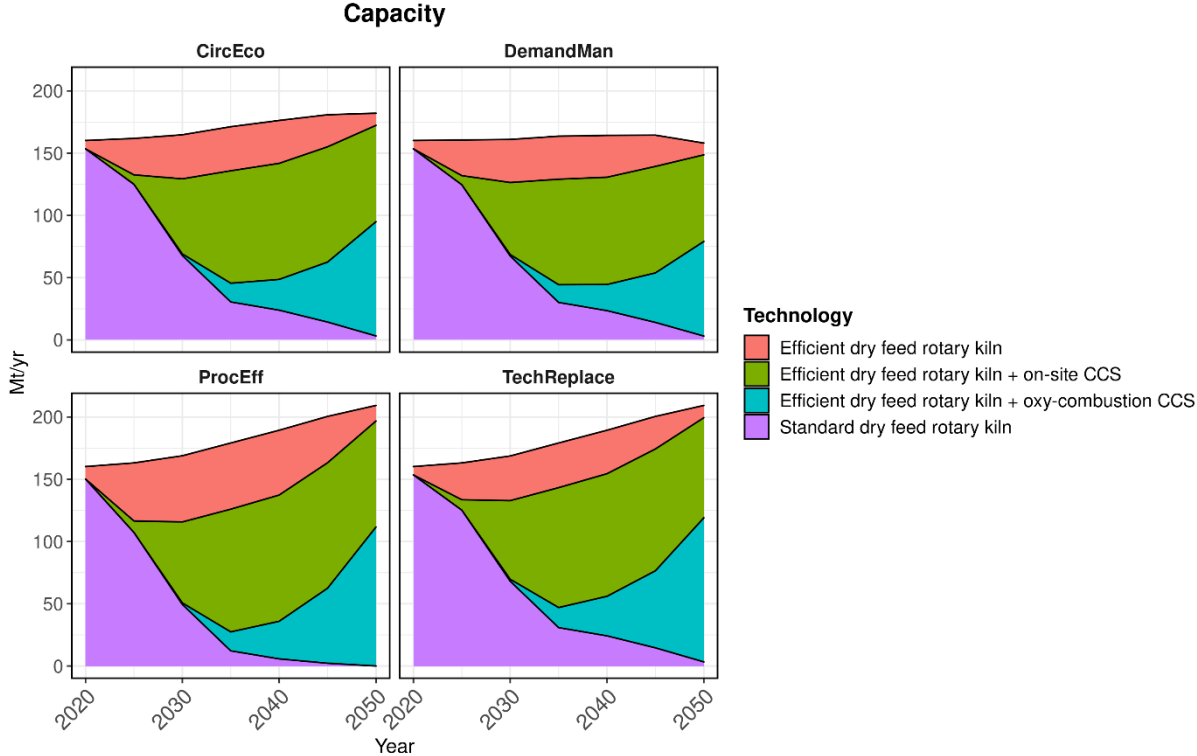 Capacity
CircEco
DemandMan
200
150
100
50
0
ProcEff
TechReplace
200
150
100
50
0
2020
2030
2040
2050
2020
2030
2040
2050
Mt/yr
Year
Technology
Efficient dry feed rotary kiln
Efficient dry feed rotary kiln + on-site CCS
Efficient dry feed rotary kiln + oxy-combustion CCS
Standard dry feed rotary kiln